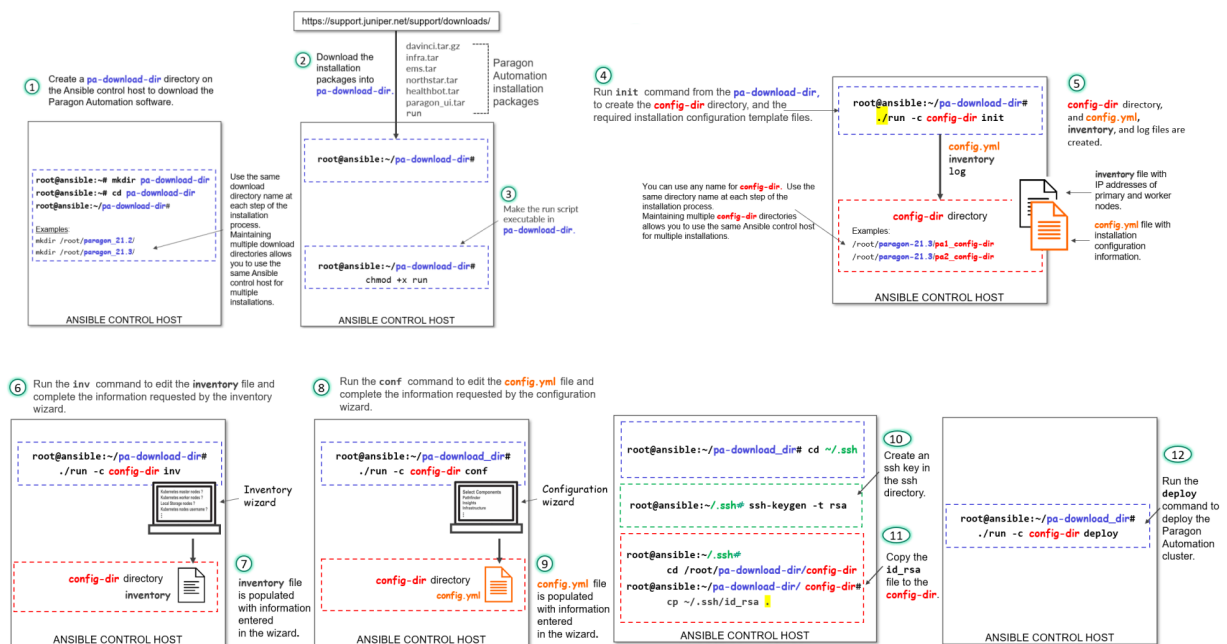 https://support.juniper.net/support/downloads/
1
Create a pa-download-dir directory on
the Ansible control host to download the
Paragon Automation software.
root@ansible:~# mkdir pa-download-dir
root@ansible:~# cd pa-download-dir
root@ansible:~/pa-download-dir#
Examples:
mkdir /root/paragon_21.2/
mkdir /root/paragon_21.3/
Use the same
download
directory name at
each step of the
installation
process.
Maintaining
multiple download
directories allows
you to use the
same Ansible
control host for
multiple
installations.
ANSIBLE CONTROL HOST
2
Download the
installation
packages into
pa-download-dir.
davinci.tar.gz
infra.tar
ems.tar
northstar.tar
healthbot.tar
paragon_ui.tar
run
Paragon
Automation
installation
packages
root@ansible:~/pa-download-dir#
3
Make the run script
executable in
pa-download-dir.
root@ansible:~/pa-download-dir#
chmod +x run
ANSIBLE CONTROL HOST
4
Run init command from the pa-download-dir,
to create the config-dir directory, and the
required installation configuration template files.
root@ansible:~/pa-download-dir#
./run -c config-dir init
config.yml
inventory
log
You can use any name for config-dir. Use the
same directory name at each step of the
installation process.
Maintaining multiple config-dir directories
allows you to use the same Ansible control host
for multiple installations.
config-dir directory
Examples:
/root/paragon-21.3/pa1_config-dir
/root/paragon-21.3/pa2_config-dir
ANSIBLE CONTROL HOST
5
config-dir directory,
and config.yml,
inventory, and log files are
created.
inventory file with
IP addresses of
primary and worker
nodes.
config.yml file with
installation
configuration
information.
6
Run the inv command to edit the inventory file and
complete the information requested by the inventory
wizard.
root@ansible:~/pa-download-dir#
./run -c config-dir inv
Kubernetes master nodes ?
Kubernetes worker nodes ?
Local Storage nodes ?
Kubernetes nodes username ?
Inventory
wizard
config-dir directory
inventory
7
inventory file
is populated
with information
entered
in the wizard.
ANSIBLE CONTROL HOST
8
Run the conf command to edit the config.yml file and
complete the information requested by the configuration
wizard.
root@ansible:~/pa-download_dir#
./run -c config-dir conf
Select Components
Pathfinder
Insights
Infrastructure
Configuration
wizard
config-dir directory
config.yml
9
config.yml file
is populated
with information
entered
in the wizard.
ANSIBLE CONTROL HOST
root@ansible:~/pa-download_dir# cd ~/.ssh
root@ansible:~/.ssh# ssh-keygen -t rsa
root@ansible:~/.ssh#
cd /root/pa-download-dir/config-dir
root@ansible:~/pa-download-dir/ config-dir#
cp ~/.ssh/id_rsa .
ANSIBLE CONTROL HOST
10
Create an
ssh key in
the ssh
directory.
11
Copy the
id_rsa
file to the
config-dir.
root@ansible:~/pa-download_dir#
./run -c config-dir deploy
ANSIBLE CONTROL HOST
12
Run the
deploy
command to
deploy the
Paragon
Automation
cluster.